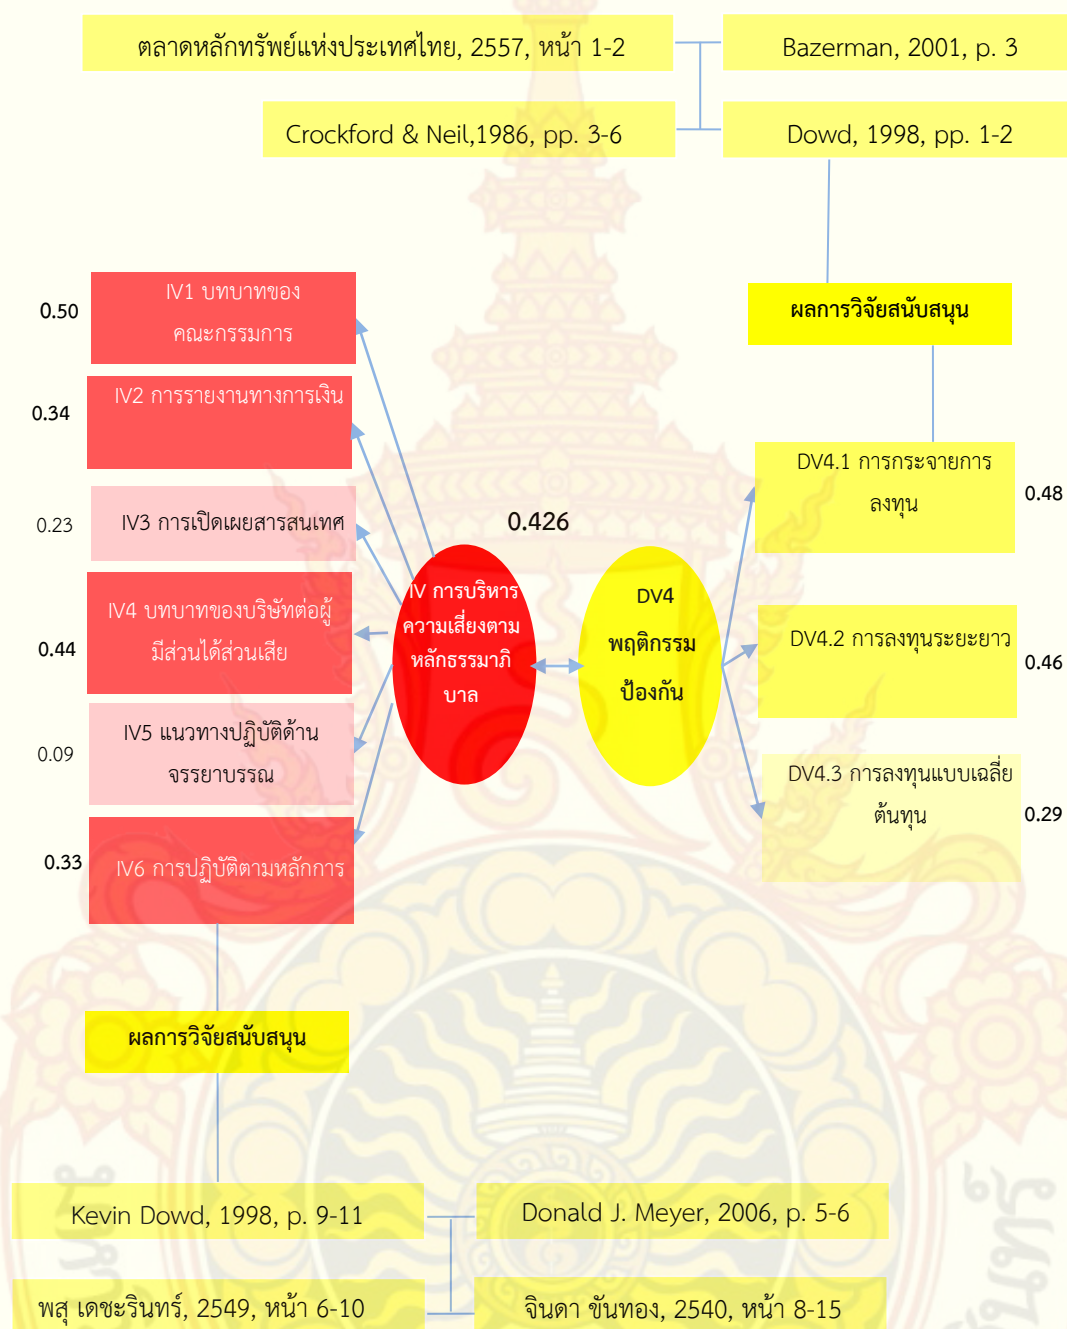 ตลาดหลักทรัพย์แห่งประเทศไทย, 2557, หน้า 1-2
Bazerman, 2001, p. 3
Crockford & Neil,1986, pp. 3-6
Dowd, 1998, pp. 1-2
ผลการวิจัยสนับสนุน
0.50
IV1 บทบาทของ
คณะกรรมการ
0.34
IV2 การรายงานทางการเงิน
0.23
IV3 การเปิดเผยสารสนเทศ
0.44
IV4 บทบาทของบริษัทต่อผู้
มีส่วนได้ส่วนเสีย
0.09
IV5 แนวทางปฏิบัติด้าน
จรรยาบรรณ
0.33
IV6 การปฏิบัติตามหลักการ
0.426
IV การบริหาร
ความเสี่ยงตาม
หลักธรรมาภิ
บาล
DV4
พฤติกรรม
ป้องกัน
DV4.1 การกระจายการ
ลงทุน
0.48
DV4.2 การลงทุนระยะยาว
0.46
DV4.3 การลงทุนแบบเฉลี่ย
ต้นทุน
0.29
ผลการวิจัยสนับสนุน
Kevin Dowd, 1998, p. 9-11
Donald J. Meyer, 2006, p. 5-6
พสุ เดชะรินทร์, 2549, หน้า 6-10
จินดา ขันทอง, 2540, หน้า 8-15